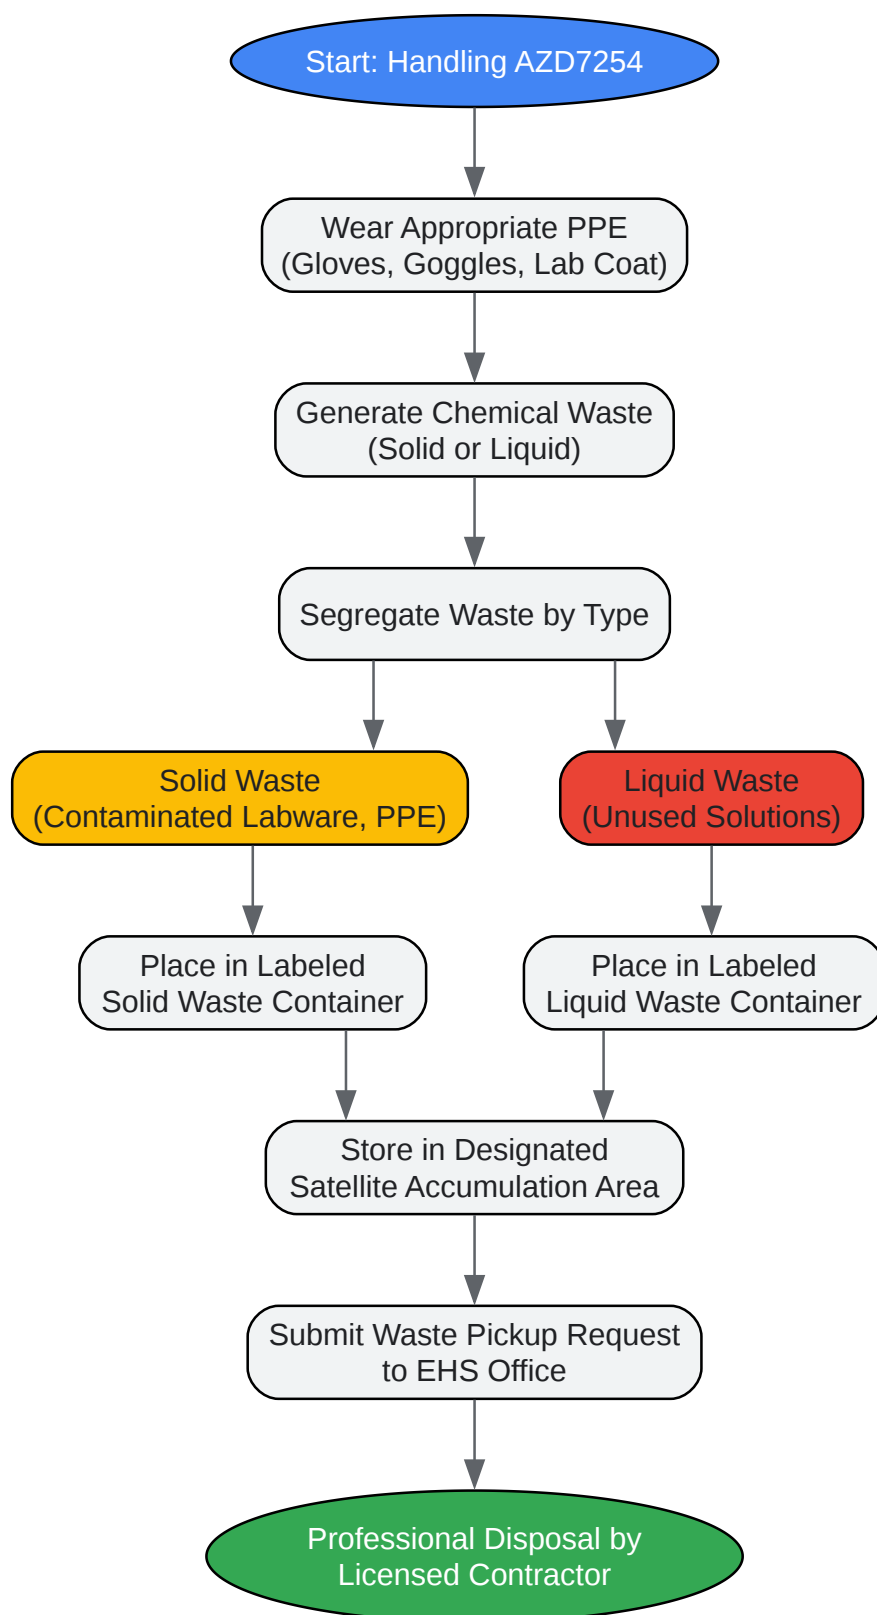 Start: Handling AZD7254
Wear Appropriate PPE
(Gloves, Goggles, Lab Coat)
Generate Chemical Waste
(Solid or Liquid)
Segregate Waste by Type
Solid Waste
(Contaminated Labware, PPE)
Liquid Waste
(Unused Solutions)
Place in Labeled
Solid Waste Container
Place in Labeled
Liquid Waste Container
Store in Designated
Satellite Accumulation Area
Submit Waste Pickup Request
to EHS Office
Professional Disposal by
Licensed Contractor